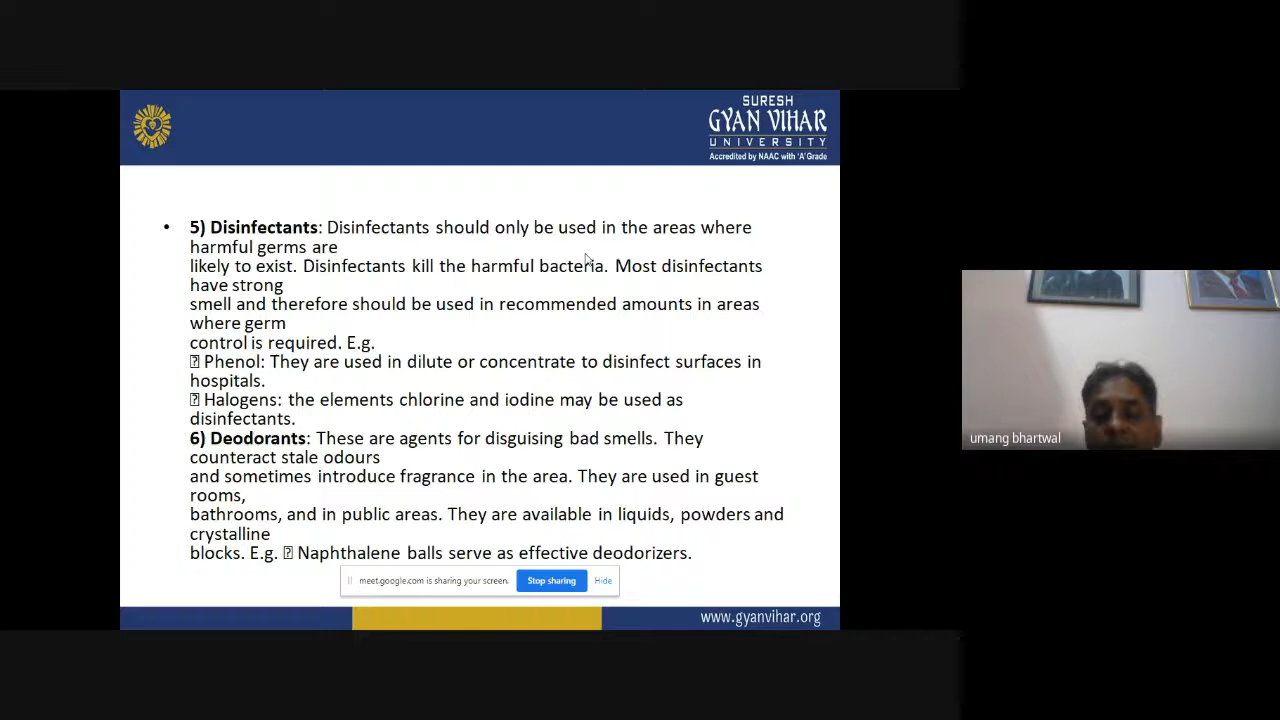 SURESH
GYAN VIHAR
UNIVERSITY
Accredited by NAAC with 'A' Grade
• 5) Disinfectants: Disinfectants should only be used in the areas where
harmful germs are
likely to exist. Disinfectants kill the harmful bacteria. Most disinfectants
have strong
smell and therefore should be used in recommended amounts in areas
where germ
control is required. E.g.
Phenol: They are used in dilute or concentrate to disinfect surfaces in
hospitals.
Halogens: the elements chlorine and iodine may be used as
disinfectants.
6) Deodorants: These are agents for disguising bad smells. They
counteract stale odours
and sometimes introduce fragrance in the area. They are used in guest
rooms,
bathrooms, and in public areas. They are available in liquids, powders and
crystalline
blocks. E.g. Naphthalene balls serve as effective deodorizers.
meet.google.com is sharing your screen. Stop sharing Hide
www.gyanvihar.org
umang bhartwal